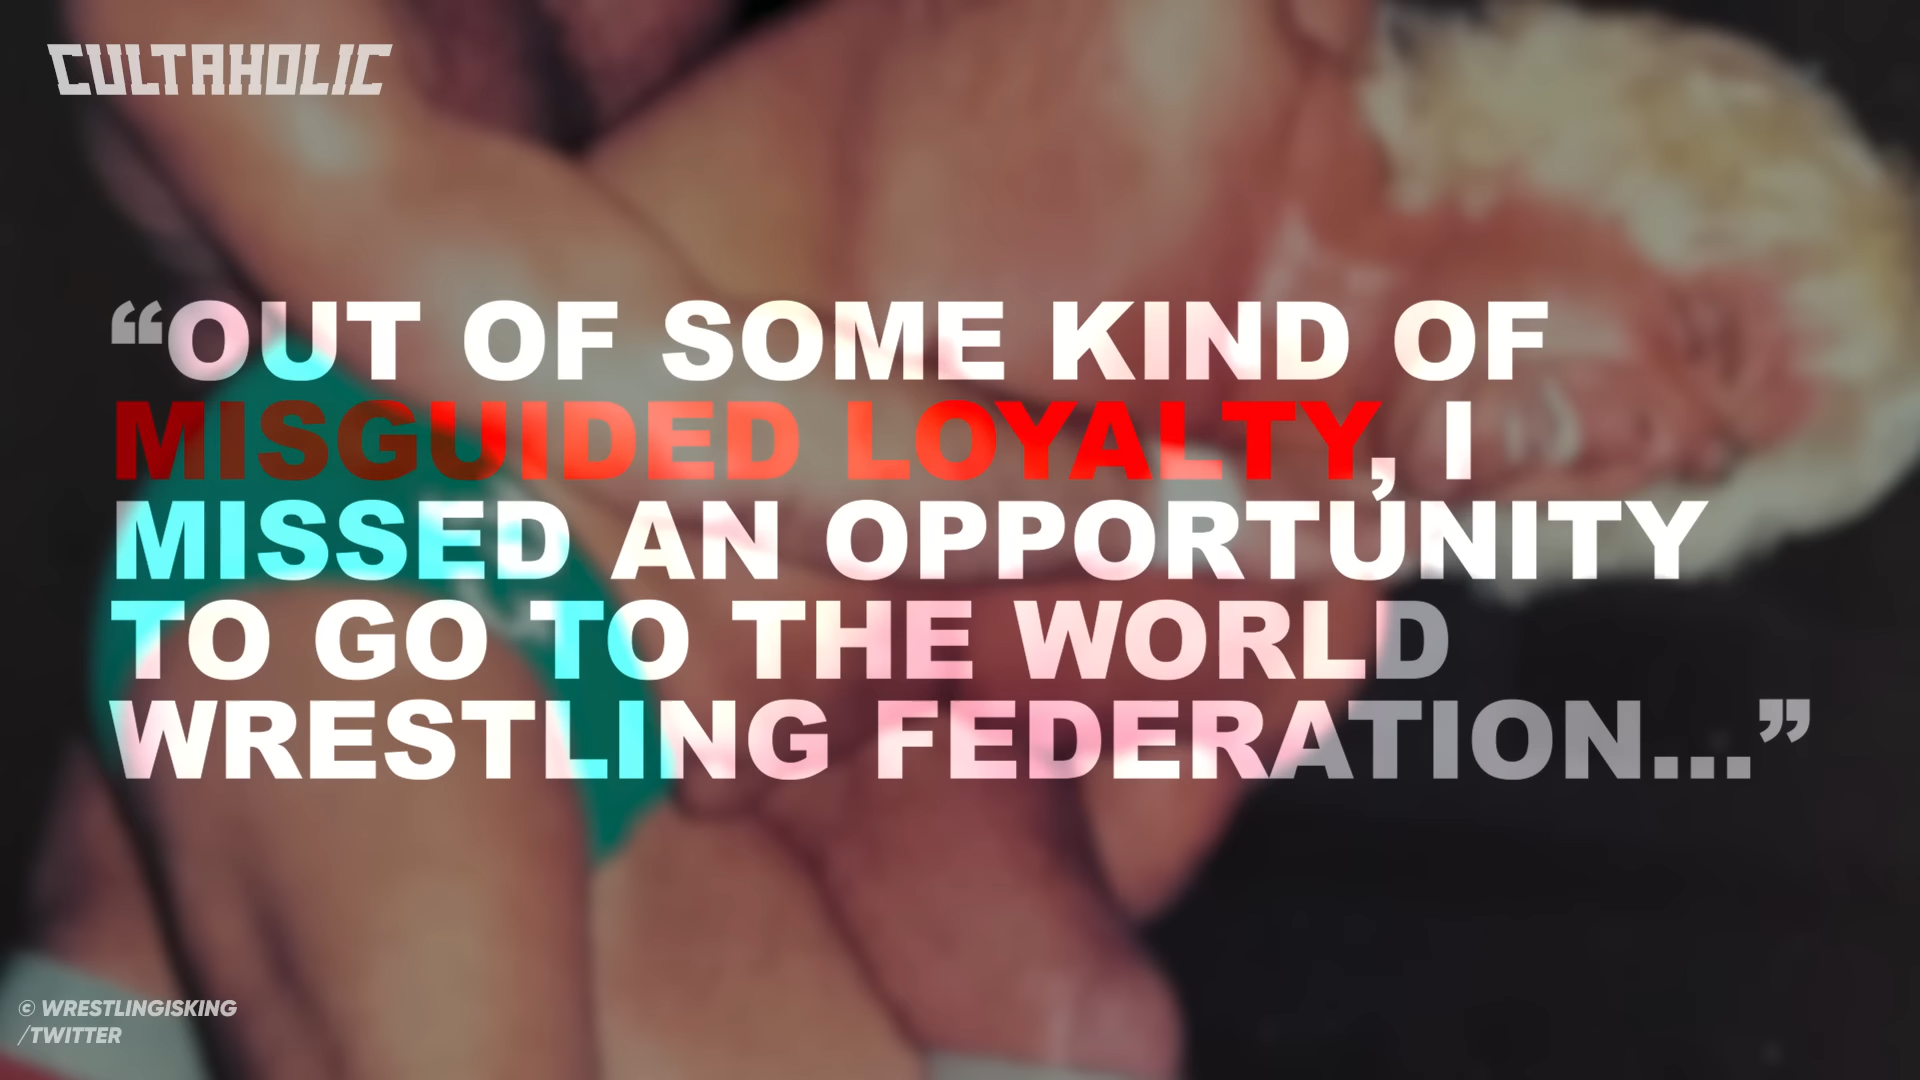 CULTAHOLIC
“OUT OF SOME KIND OF
MISGUIDED LOYALTY, I
MISSED AN OPPORTUNITY
TO GO TO THE WORLD
WRESTLING FEDERATION...”
© WRESTLINGISKING
/TWITTER